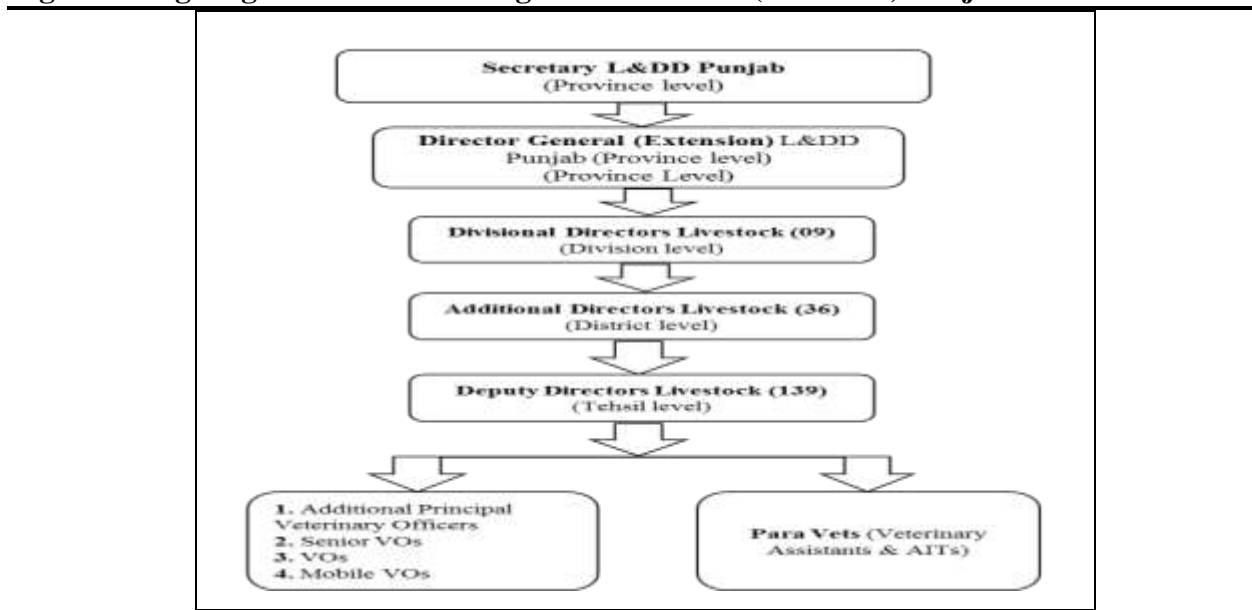 Secretary L&DD Punjab
(Province level)
Director General (Extension) L&DD
Punjab (Province level)
(Province Level)
Divisional Directors Livestock (09)
(Division level)
Additional Directors Livestock (36)
(District level)
Deputy Directors Livestock (139)
(Tehsil level)
1. Additional Principal
Veterinary Officers
2. Senior VOs
3. VOs
4. Mobile VOs
Para Vets (Veterinary
Assistants & AITs)